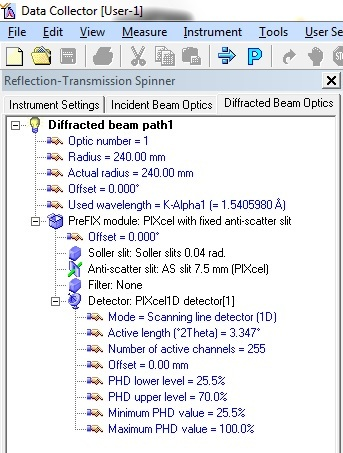 Data Collector [User-1]
File Edit View Measure Instrument Tools User Se
P
Reflection-Transmission Spinner
Instrument Settings Incident Beam Optics Diffracted Beam Optics
Diffracted beam path1
Optic number = 1
Radius = 240.00 mm
Actual radius = 240.00 mm
Offset = 0.000°
Used wavelength = K-Alpha1 (= 1.5405980 Å)
PreFIX module: PIXcel with fixed anti-scatter slit
Offset = 0.000°
Soller slit: Soller slits 0.04 rad.
Anti-scatter slit: AS slit 7.5 mm (PIXcel)
Filter: None
Detector: PIXcel1D detector[1]
Mode = Scanning line detector (1D)
Active length (°2Theta) = 3.347°
Number of active channels = 255
Offset = 0.00 mm
PHD lower level = 25.5%
PHD upper level = 70.0%
Minimum PHD value = 25.5%
Maximum PHD value = 100.0%